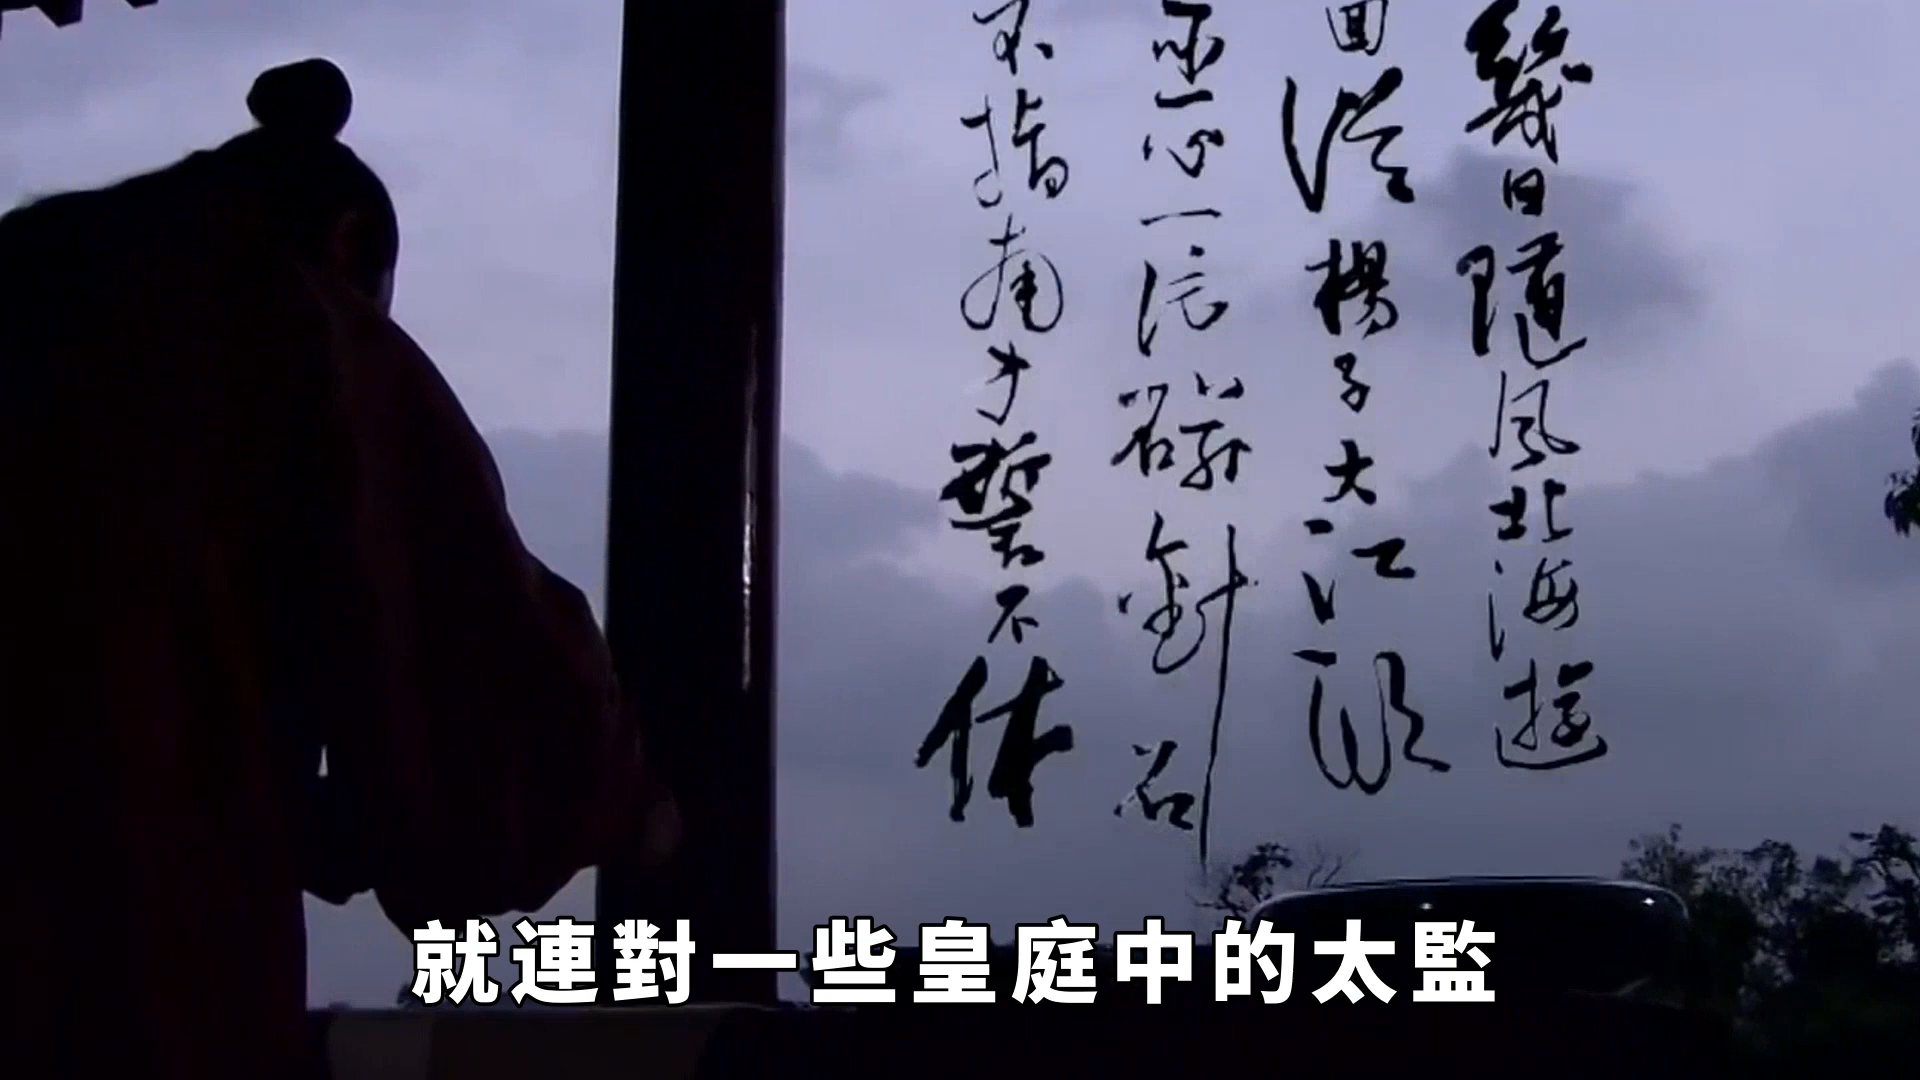 幾日隨風北海遊
回從楊子大江頭
臣心一片磁針石
不指南方誓不休
就連對一些皇庭中的太監